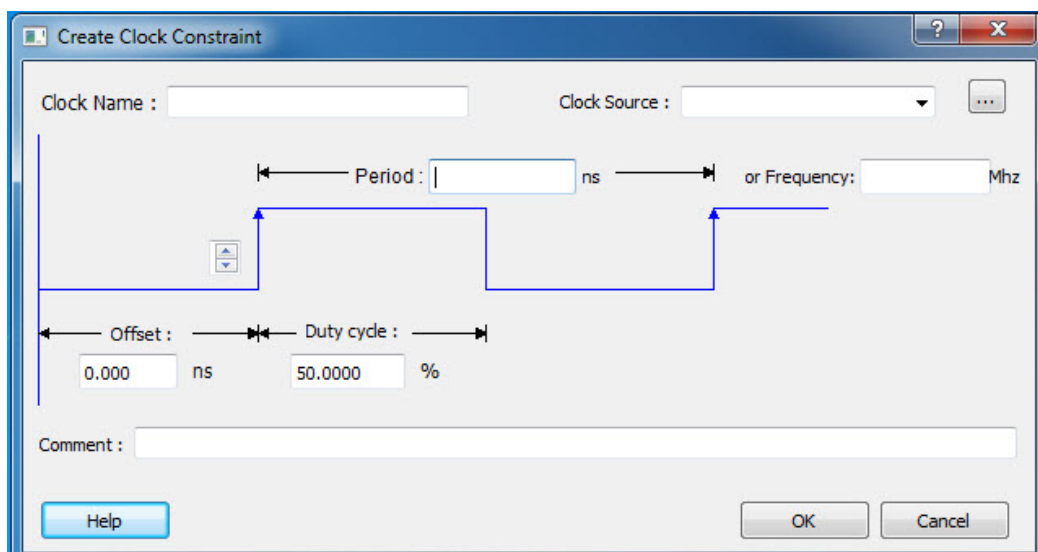 Create Clock Constraint
?
X
Clock Name :
Clock Source :
...
Period :
ns
or Frequency:
Mhz
Offset :
Duty cycle :
0.000
ns
50.0000
%
Comment :
Help
OK
Cancel